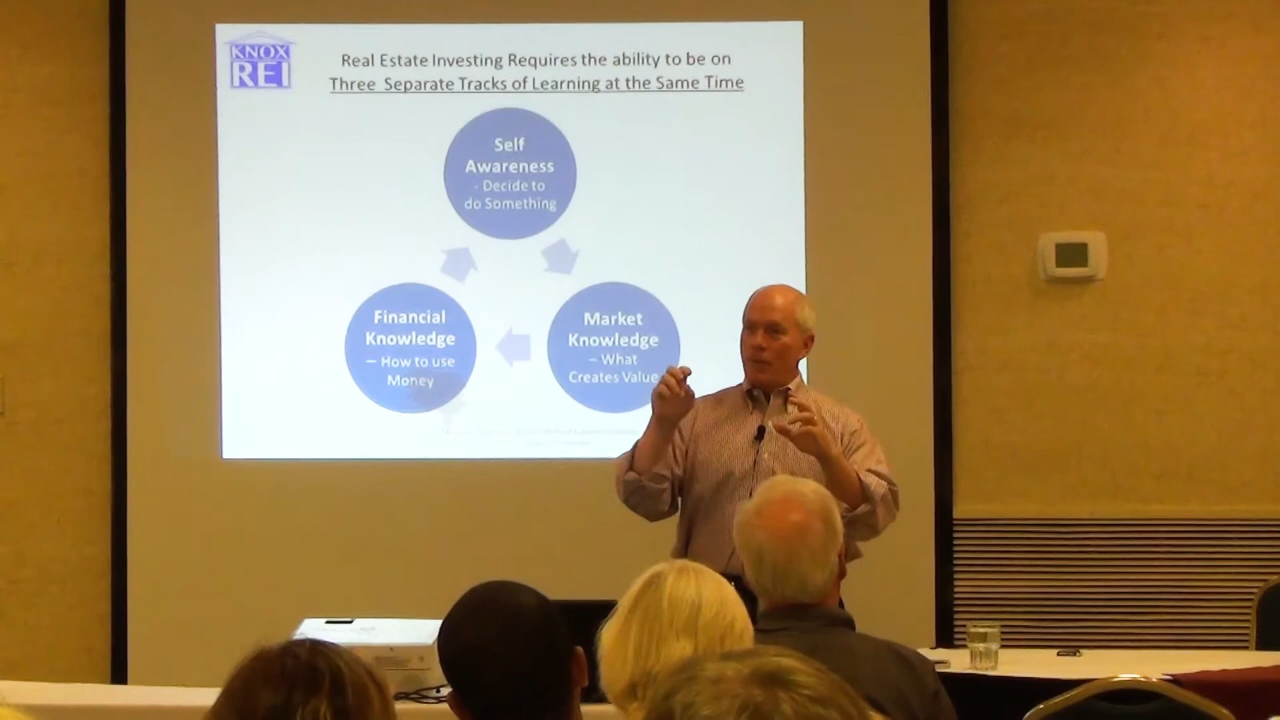 KNOX
REI
Real Estate Investing Requires the ability to be on
Three Separate Tracks of Learning at the Same Time
Self
Awareness
- Decide to
do Something
Financial
Knowledge
– How to use
Money
Market
Knowledge
– What
Creates Value